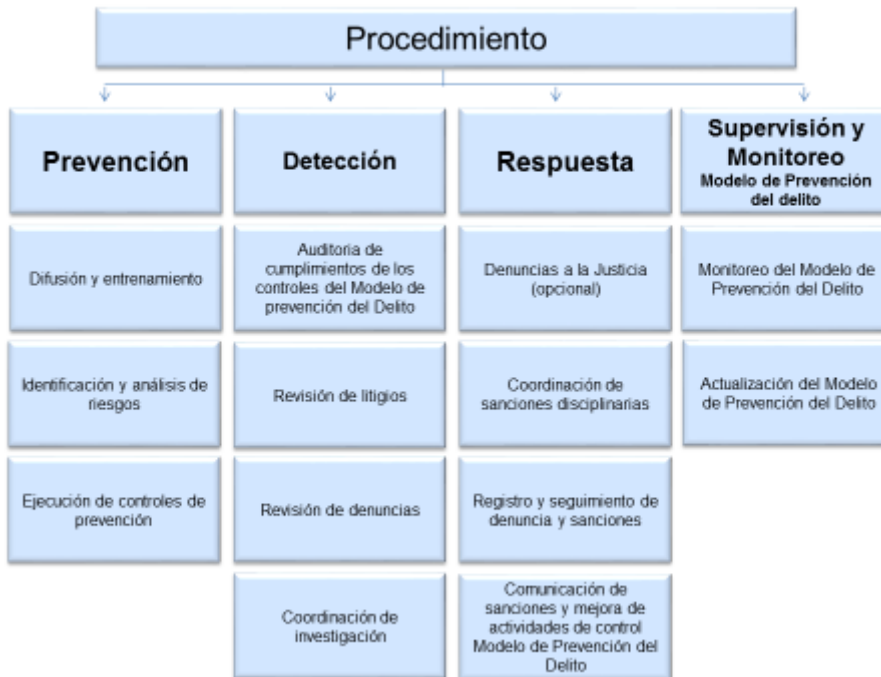 Procedimiento
Prevención
Difusión y entrenamiento
Identificación y análisis de
riesgos
Ejecución de controles de
prevención
Detección
Auditoria de
cumplimientos de los
controles del Modelo de
prevención del Delito
Revisión de litigios
Revisión de denuncias
Coordinación de
investigación
Respuesta
Denuncias a la Justicia
(opcional)
Coordinación de
sanciones disciplinarias
Registro y seguimiento de
denuncia y sanciones
Comunicación de
sanciones y mejora de
actividades de control
Modelo de Prevención del
Delito
Supervisión y
Monitoreo
Modelo de Prevención
del delito
Monitoreo del Modelo de
Prevención del Delito
Actualización del Modelo
de Prevención del Delito